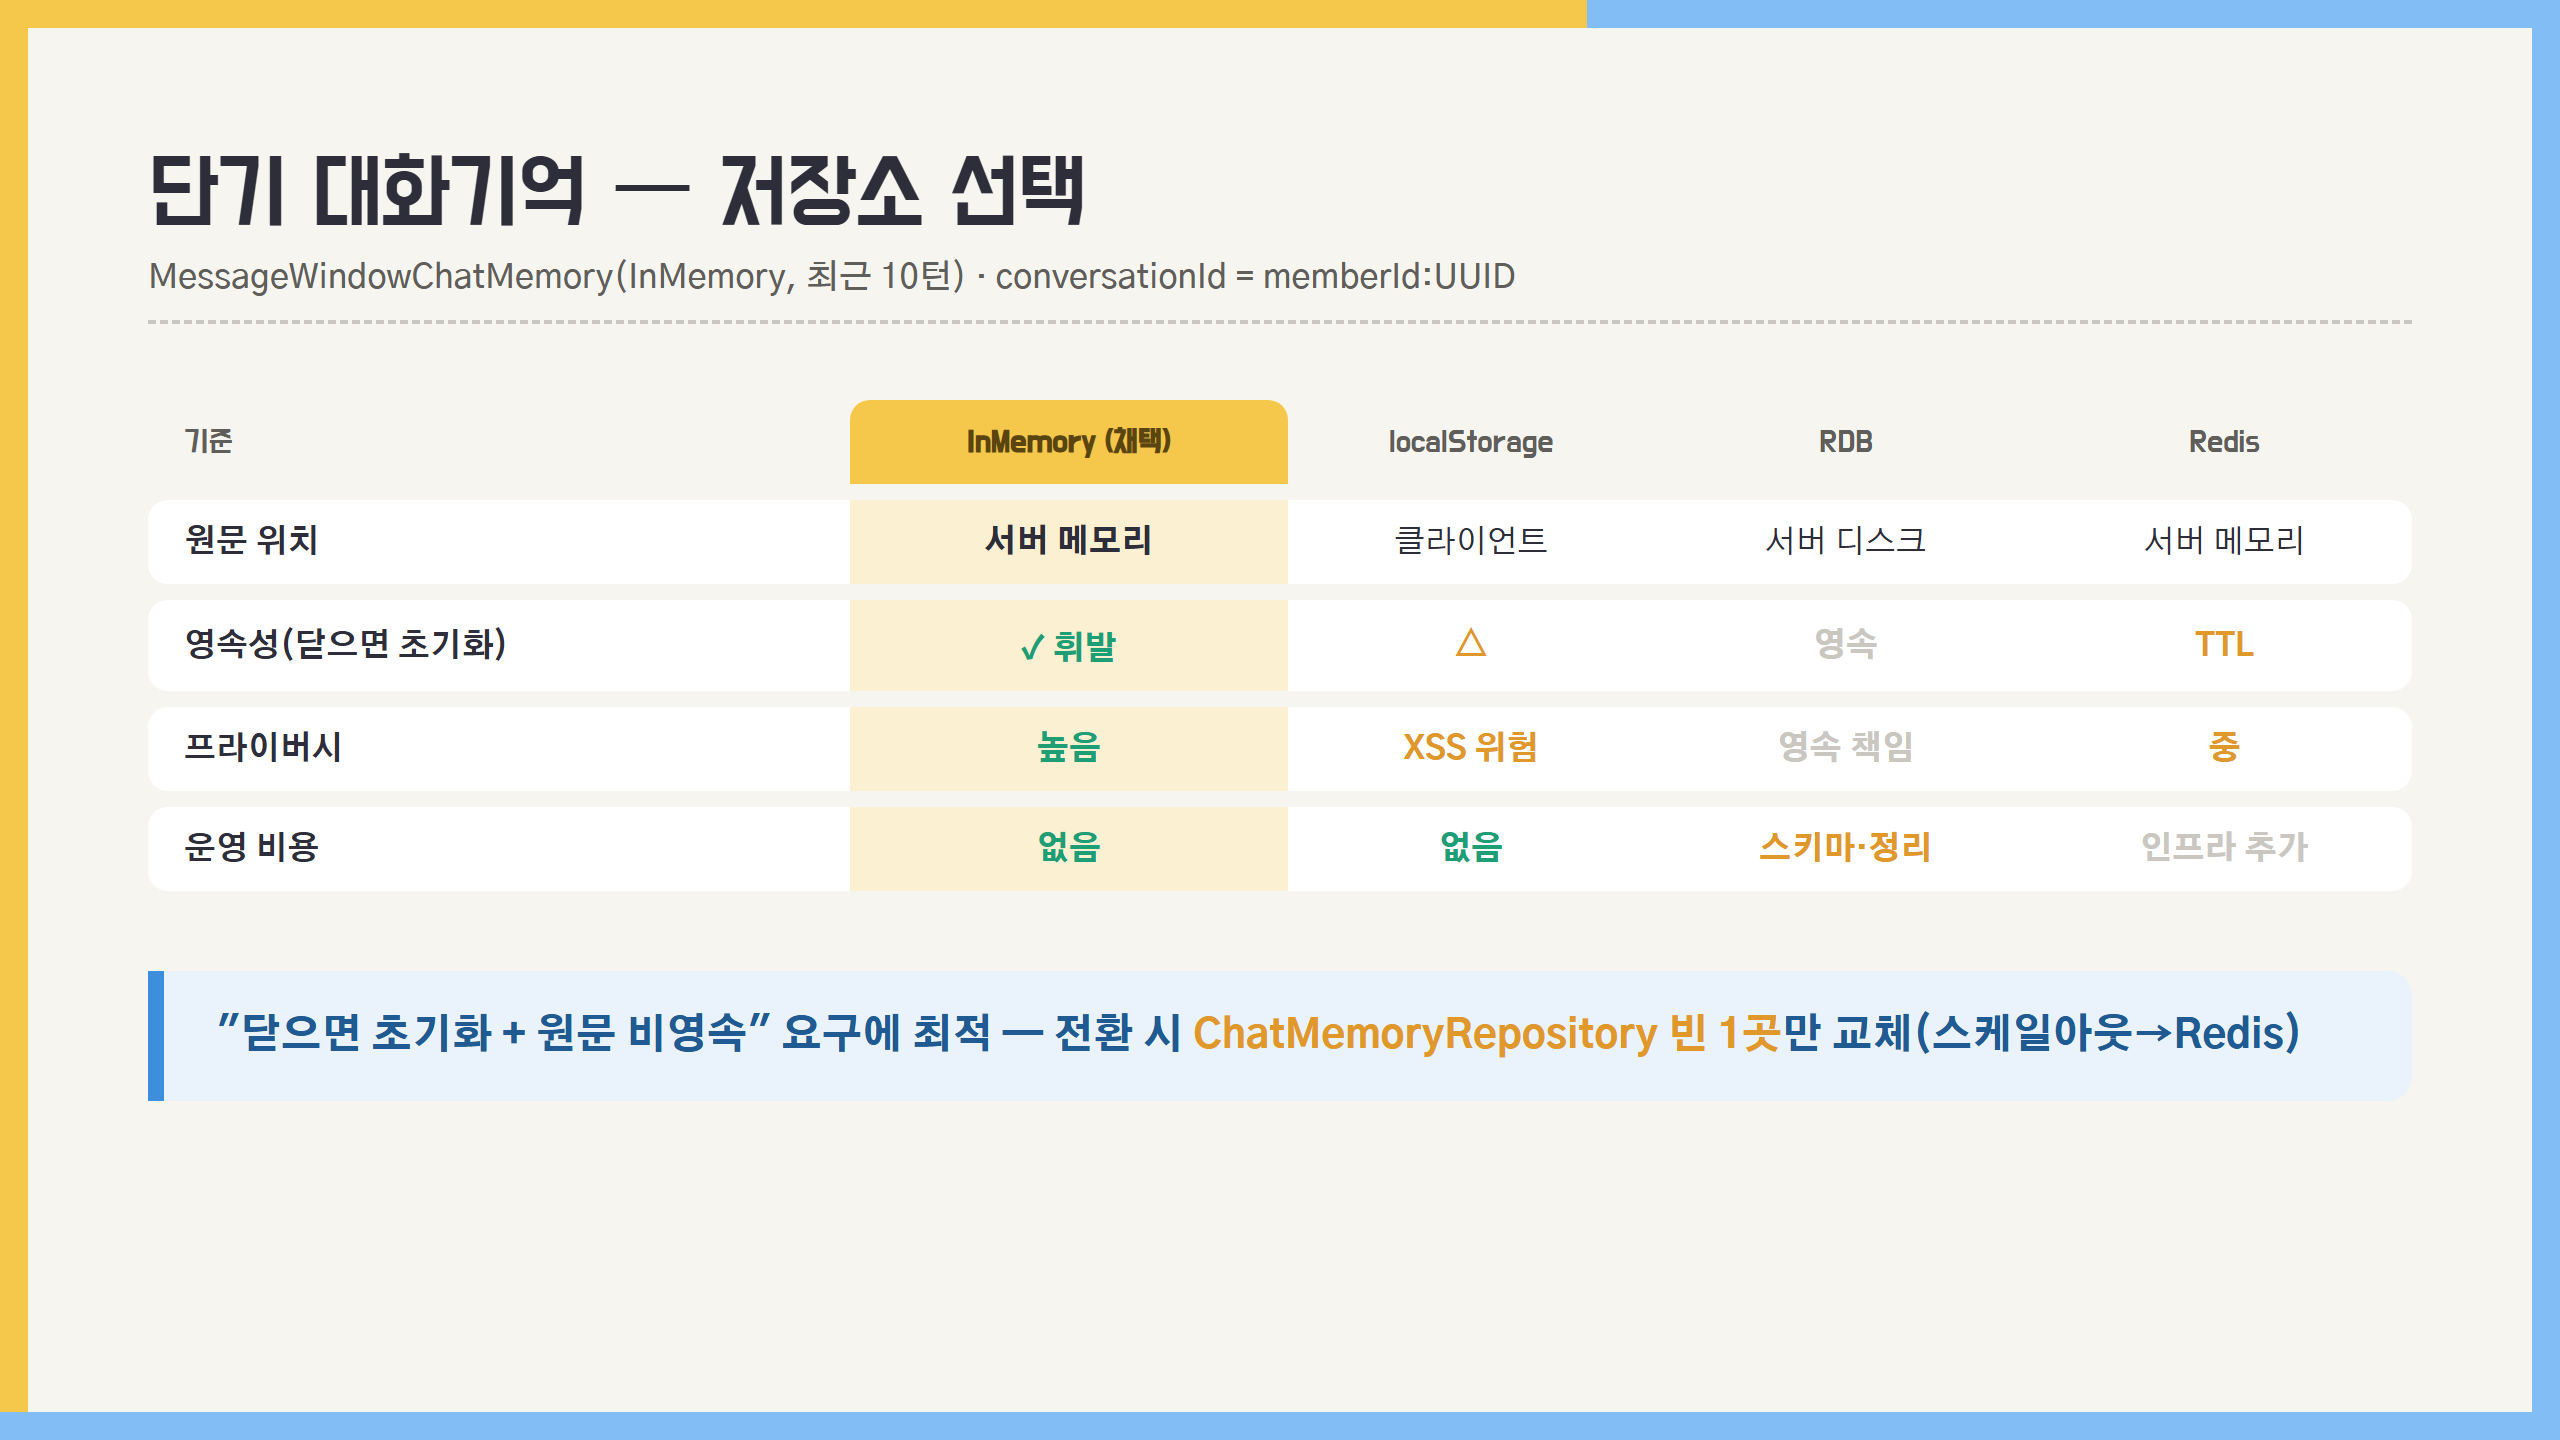 단기 대화기억 — 저장소 선택
MessageWindowChatMemory(InMemory, 최근 10턴) · conversationId = memberId:UUID
기준 InMemory (채택) localStorage RDB Redis
원문 위치 서버 메모리 클라이언트 서버 디스크 서버 메모리
영속성(닫으면 초기화) ✓ 휘발 △ 영속 TTL
프라이버시 높음 XSS 위험 영속 책임 중
운영 비용 없음 없음 스키마·정리 인프라 추가
"닫으면 초기화 + 원문 비영속" 요구에 최적 — 전환 시 ChatMemoryRepository 빈 1곳만 교체(스케일아웃→Redis)